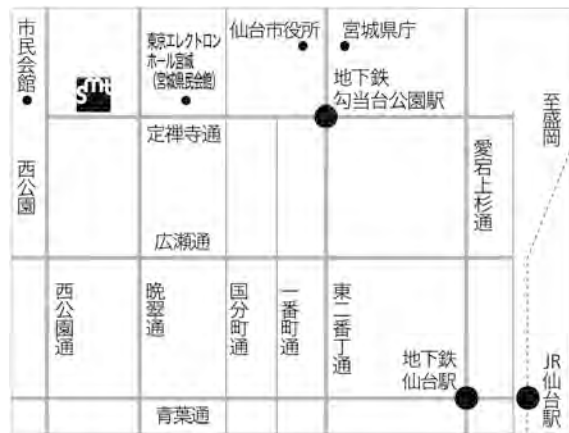 市民会館
smt
東京エレクトロン
ホール宮城
(宮城県民会館)
仙台市役所
宮城県庁
地下鉄
勾当台公園駅
至盛岡
定禅寺通
愛宕上杉通
西公園
広瀬通
西公園通
晩翠通
国分町通
一番町通
東二番丁通
地下鉄
仙台駅
JR仙台駅
青葉通